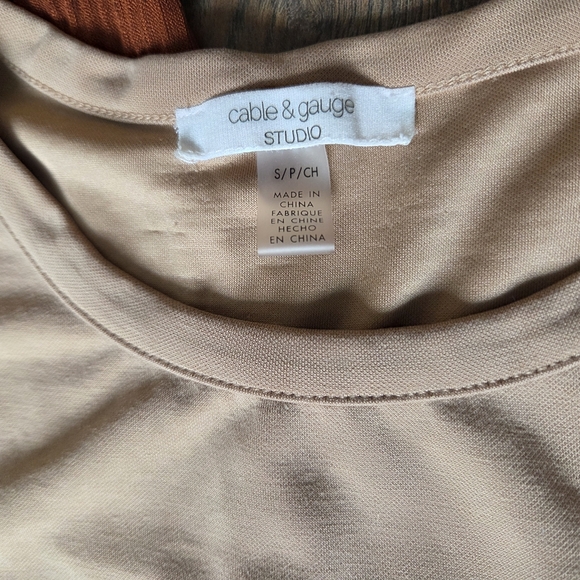 cable & gauge
STUDIO
S/P/CH
MADE IN
CHINA
FABRIQUE
EN CHINE
HECHO
EN CHINA